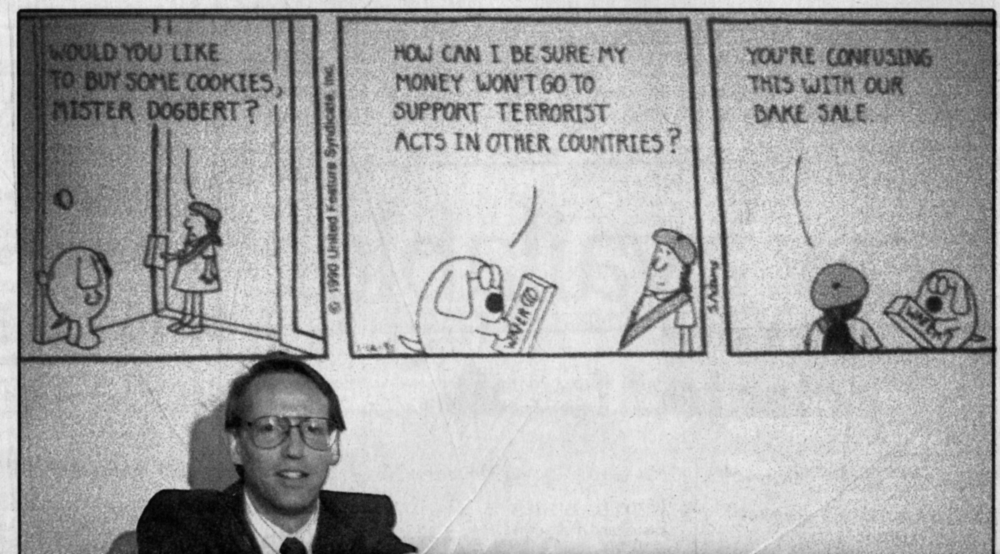 WOULD YOU LIKE
TO BUY SOME COOKIES,
MISTER DOGBERT?
© 1990 United Feature Syndicate, Inc.
HOW CAN I BE SURE MY
MONEY WON'T GO TO
SUPPORT TERRORIST
ACTS IN OTHER COUNTRIES?
S.Adams
YOU'RE CONFUSING
THIS WITH OUR
BAKE SALE.